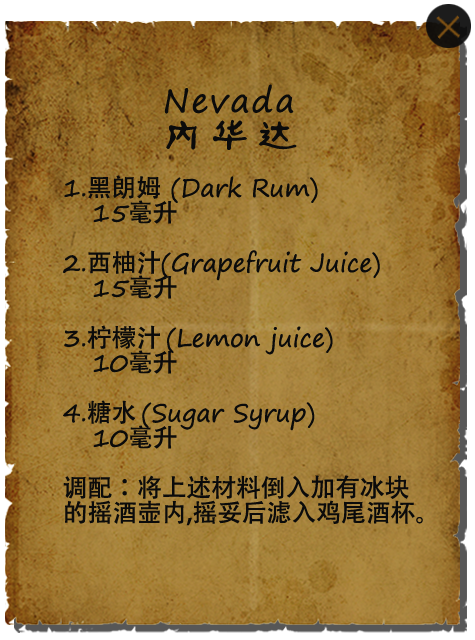 Nevada
内华达
1.黑朗姆 (Dark Rum)
15毫升
2.西柚汁(Grapefruit Juice)
15毫升
3.柠檬汁(Lemon juice)
10毫升
4.糖水(Sugar Syrup)
10毫升
调配：将上述材料倒入加有冰块
的摇酒壶内,摇妥后滤入鸡尾酒杯。